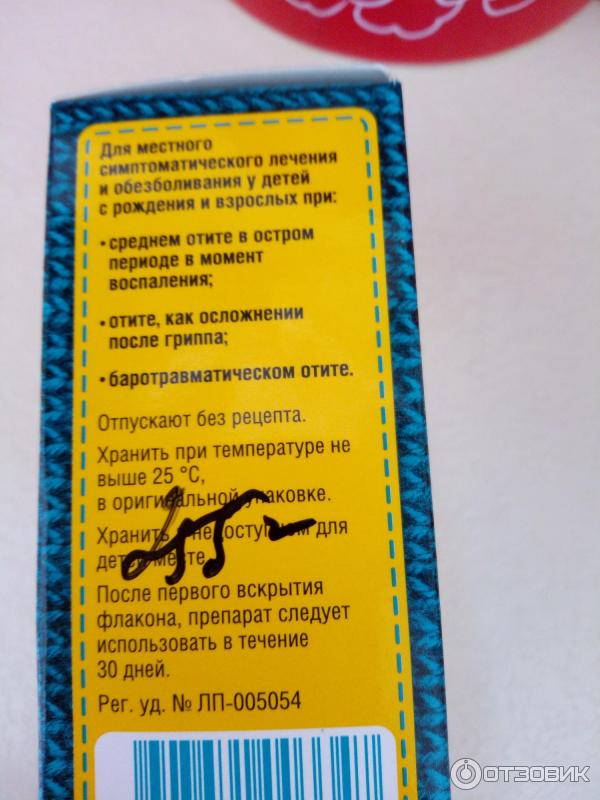 Для местного
симптоматического лечения
и обезболивания у детей
с рождения и взрослых при:
• среднем отите в остром
периоде в момент
воспаления;
• отите, как осложнении
после гриппа;
• баротравматическом отите.
Отпускают без рецепта.
Хранить при температуре не
выше 25 °C,
в оригинальной упаковке.
Хранить недоступном для
месте.
После первого вскрытия
флакона, препарат следует
использовать в течение
30 дней.
Рег. уд. № ЛП-005054
ОТЗОВИК